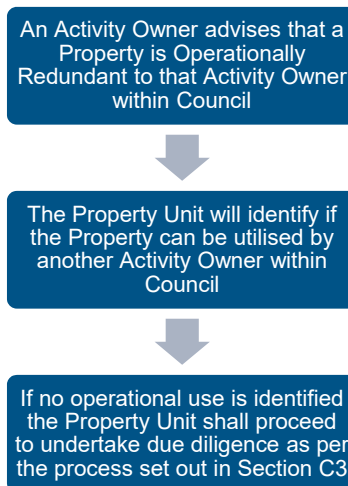 An Activity Owner advises that a
Property is Operationally
Redundant to that Activity Owner
within Council
The Property Unit will identify if
the Property can be utilised by
another Activity Owner within
Council
If no operational use is identified
the Property Unit shall proceed
to undertake due diligence as per
the process set out in Section C3